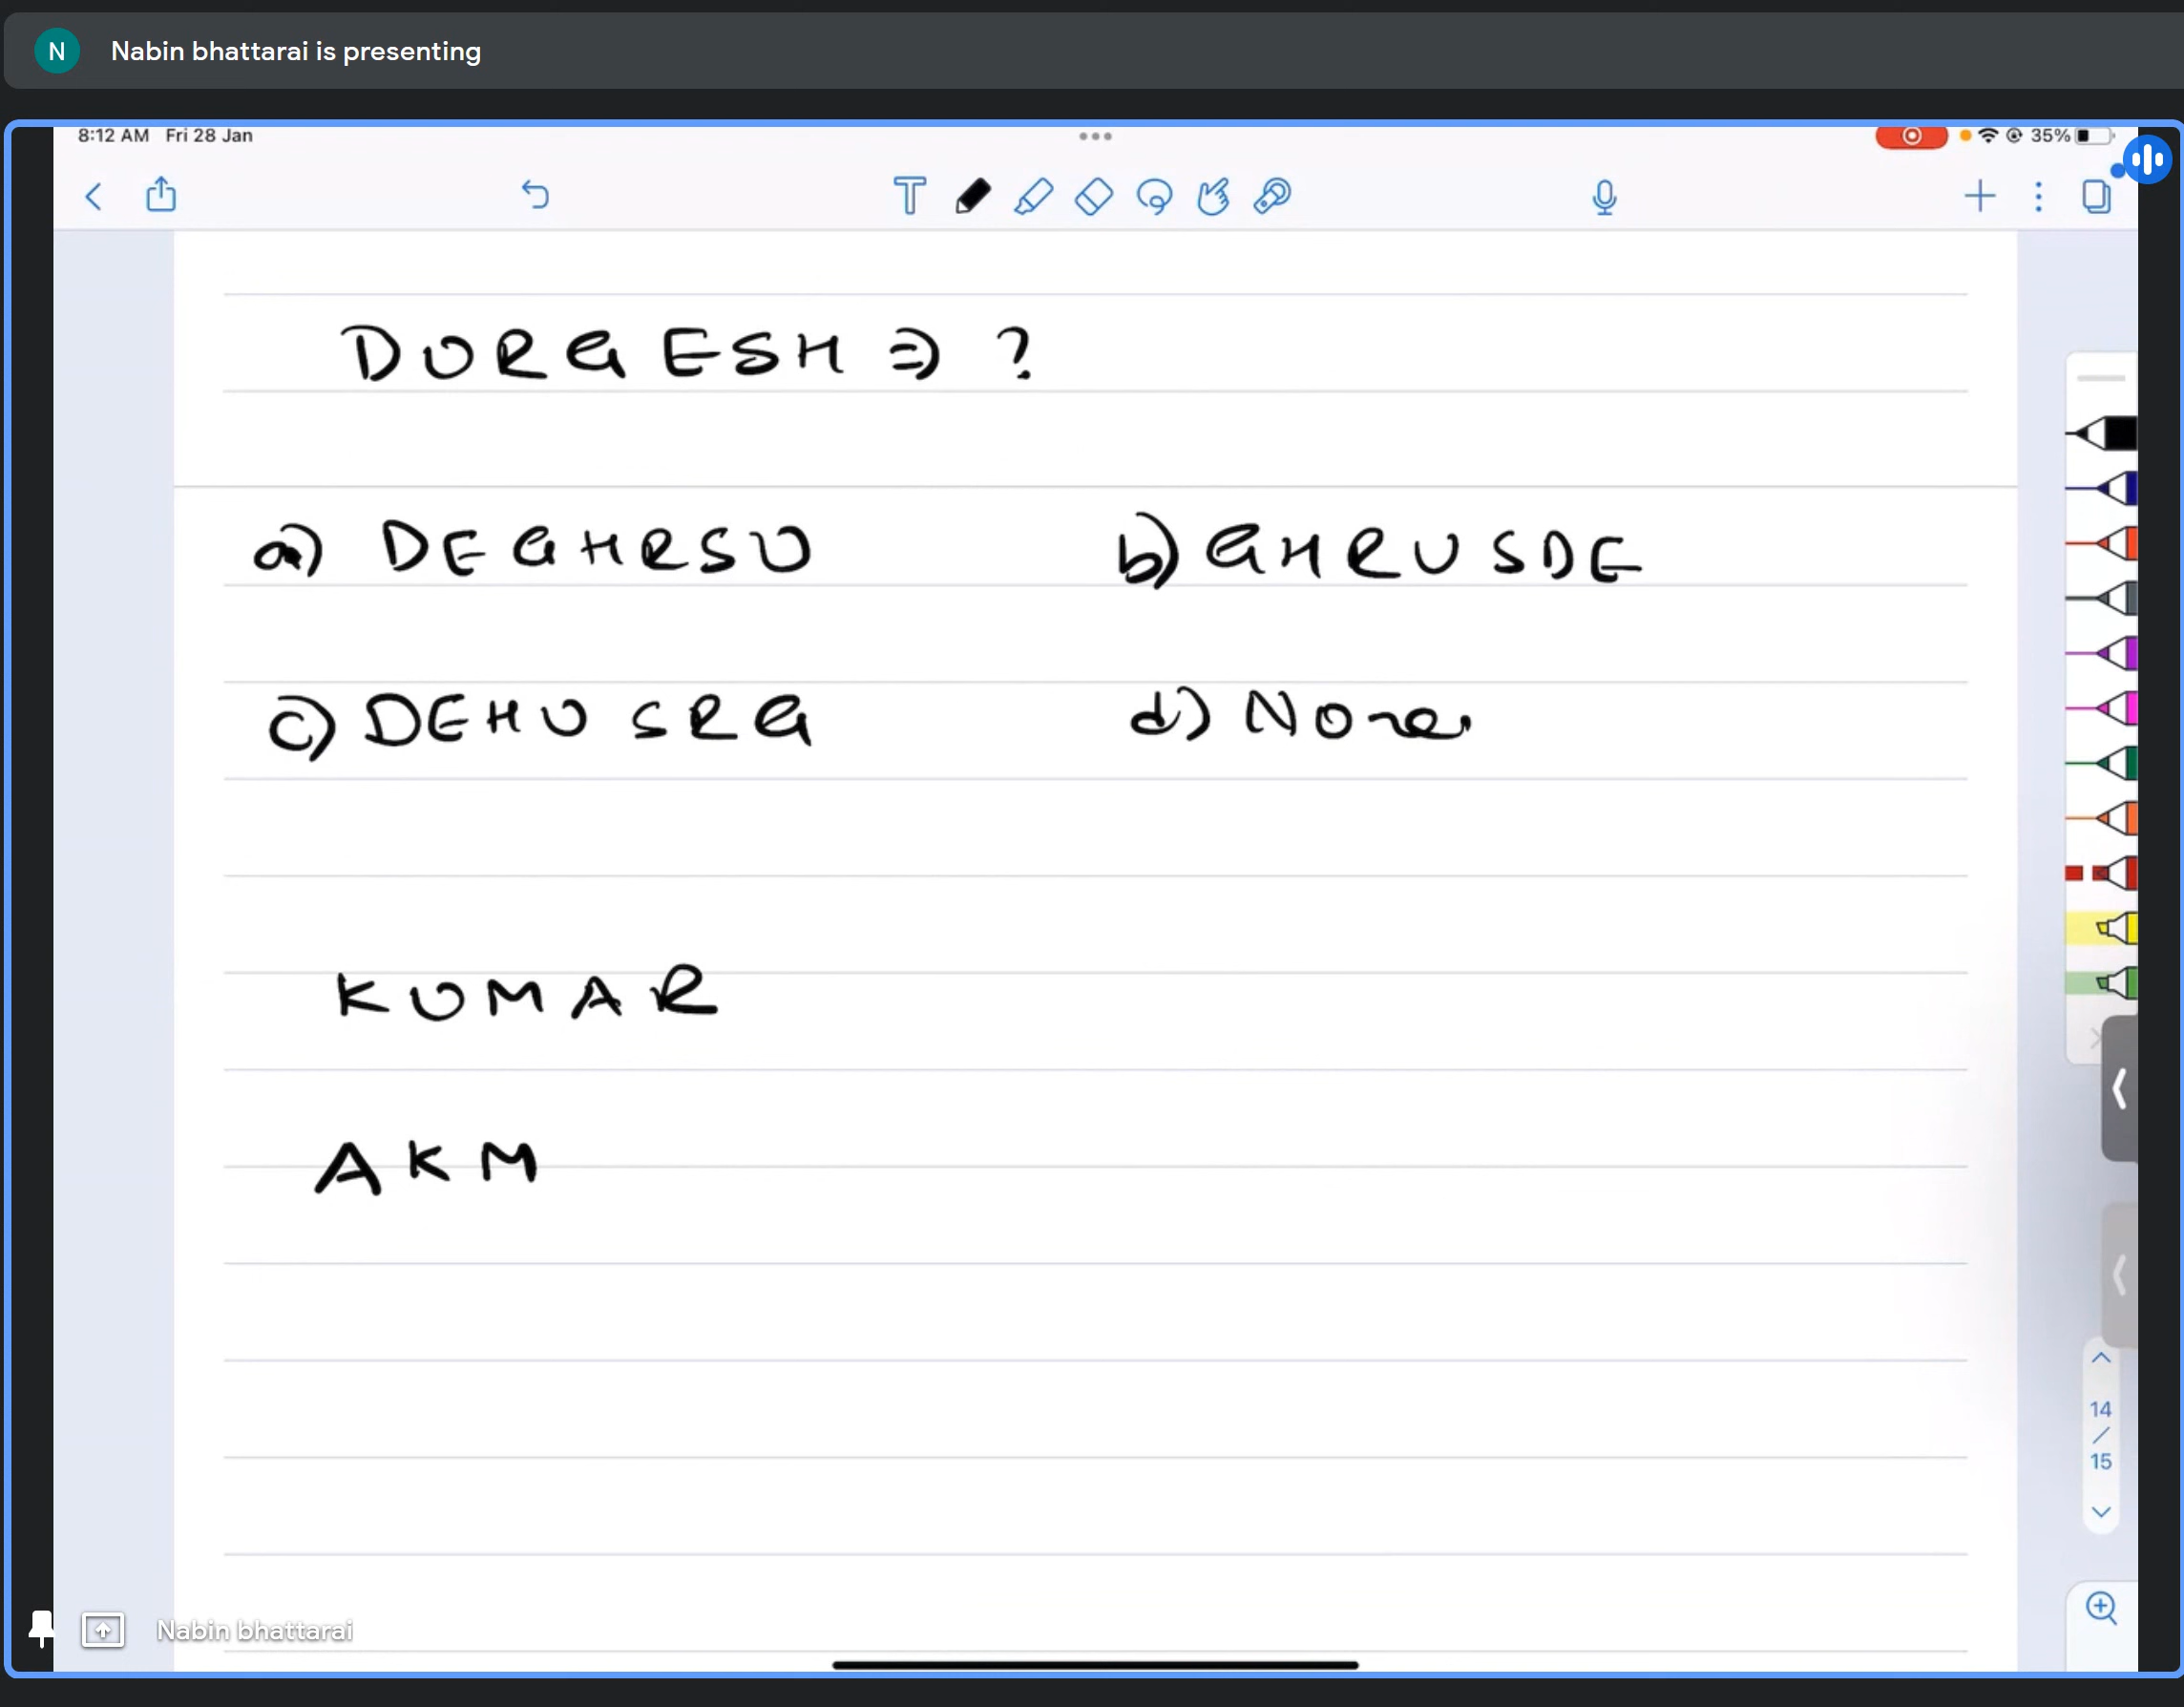 N Nabin bhattarai is presenting
8:12 AM Fri 28 Jan
35%
T
DURGESH ⇒ ?
a) DEGHRSU b) GHRUSDE
c) DEHUSRG d) None
KUMAR
AKM
14
/
15
Nabin bhattarai